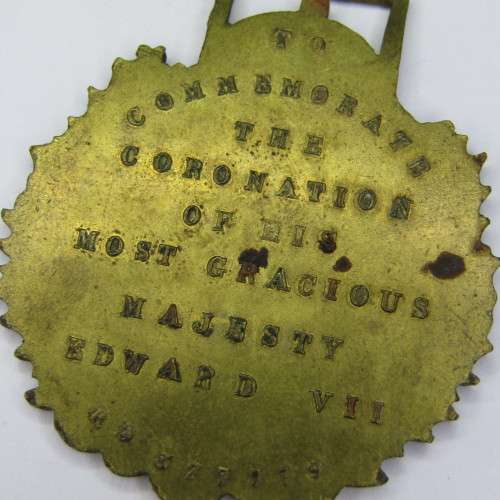 TO
COMMEMORATE
THE
CORONATION
OF HIS
MOST GRACIOUS
MAJESTY
EDWARD VII